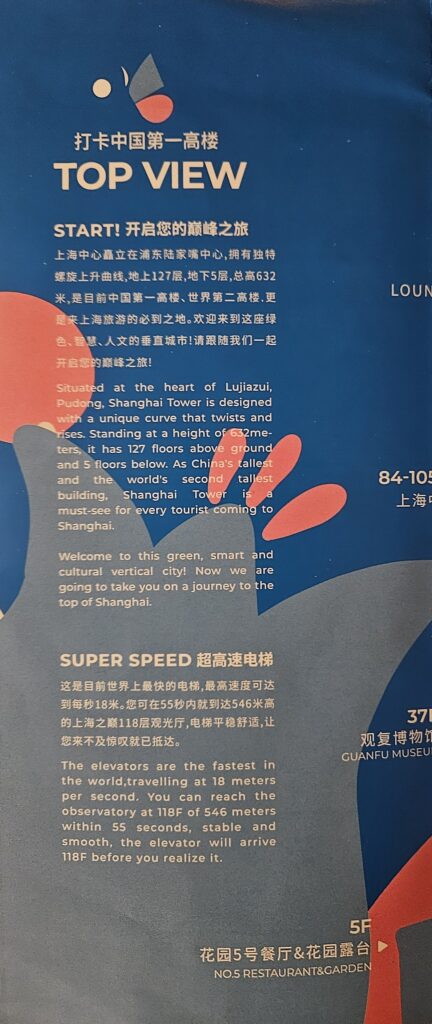 打卡中国第一高楼
TOP VIEW
START! 开启您的巅峰之旅
上海中心矗立在浦东陆家嘴中心,拥有独特
螺旋上升曲线,地上127层,地下5层,总高632
米,是目前中国第一高楼、世界第二高楼.更
是来上海旅游的必到之地。欢迎来到这座绿
色、智慧、人文的垂直城市!请跟随我们一起
开启您的巅峰之旅!
Situated at the heart of Lujiazui,
Pudong, Shanghai Tower is designed
with a unique curve that twists and
rises. Standing at a height of 632me-
ters, it has 127 floors above ground
and 5 floors below. As China's tallest
and the world's second tallest
building, Shanghai Tower is a
must-see for every tourist coming to
Shanghai.
Welcome to this green, smart and
cultural vertical city! Now we are
going to take you on a journey to the
top of Shanghai.
SUPER SPEED 超高速电梯
这是目前世界上最快的电梯,最高速度可达
到每秒18米。您可在55秒内就到达546米高
的上海之巅118层观光厅,电梯平稳舒适,让
您来不及惊叹就已抵达。
The elevators are the fastest in
the world,travelling at 18 meters
per second. You can reach the
observatory at 118F of 546 meters
within 55 seconds, stable and
smooth, the elevator will arrive
118F before you realize it.
LOUN
84-105
上海中
37F
观复博物馆
GUANFU MUSEU
5F
花园5号餐厅&花园露台
NO.5 RESTAURANT&GARDEN